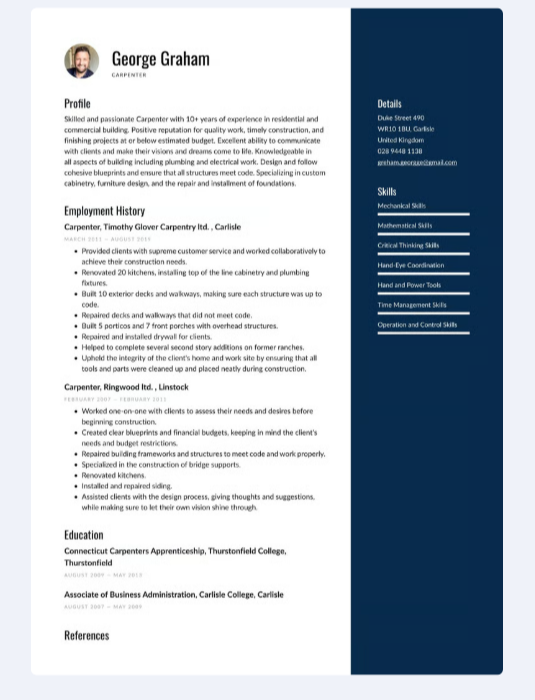 George Graham
CARPENTER
Profile
Skilled and passionate Carpenter with 10+ years of experience in residential and
commercial building. Positive reputation for quality work, timely construction, and
finishing projects at or below estimated budget. Excellent ability to communicate
with clients and make their visions and dreams come to life. Knowledgeable in
all aspects of building including plumbing and electrical work. Design and follow
cohesive blueprints and ensure that all structures meet code. Specializing in custom
cabinetry, furniture design, and the repair and installment of foundations.
Employment History
Carpenter, Timothy Glover Carpentry ltd. , Carlisle
MARCH 2011 – AUGUST
• Provided clients with supreme customer service and worked collaboratively to
achieve their construction needs.
• Renovated 20 kitchens, installing top of the line cabinetry and plumbing
fixtures.
• Built 10 exterior decks and walkways, making sure each structure was up to
code.
• Repaired decks and walkways that did not meet code.
• Built 5 porticos and 7 front porches with overhead structures.
• Repaired and installed drywall for clients.
• Helped to complete several second story additions on former ranches.
• Upheld the integrity of the client's home and work site by ensuring that all
tools and parts were cleaned up and placed neatly during construction.
Carpenter, Ringwood ltd. , Linstock
FEBRUARY 2007 – FEBRUARY 2011
• Worked one-on-one with clients to assess their needs and desires before
beginning construction.
• Created clear blueprints and financial budgets, keeping in mind the client's
needs and budget restrictions.
• Repaired building frameworks and structures to meet code and work properly.
• Specialized in the construction of bridge supports.
• Renovated kitchens.
• Installed and repaired siding.
• Assisted clients with the design process, giving thoughts and suggestions,
while making sure to let their own vision shine through.
Education
Connecticut Carpenters Apprenticeship, Thurstonfield College,
Thurstonfield
AUGUST 2009 – MAY
Associate of Business Administration, Carlisle College, Carlisle
AUGUST 2007 – MAY 2009
References
Details
Duke Street 490
WR10 1BU, Carlisle
United Kingdom
028 9448 1138
graham.george@email.com
Skills
Mechanical Skills
Mathematical Skills
Critical Thinking Skills
Hand-Eye Coordination
Hand and Power Tools
Time Management Skills
Operation and Control Skills